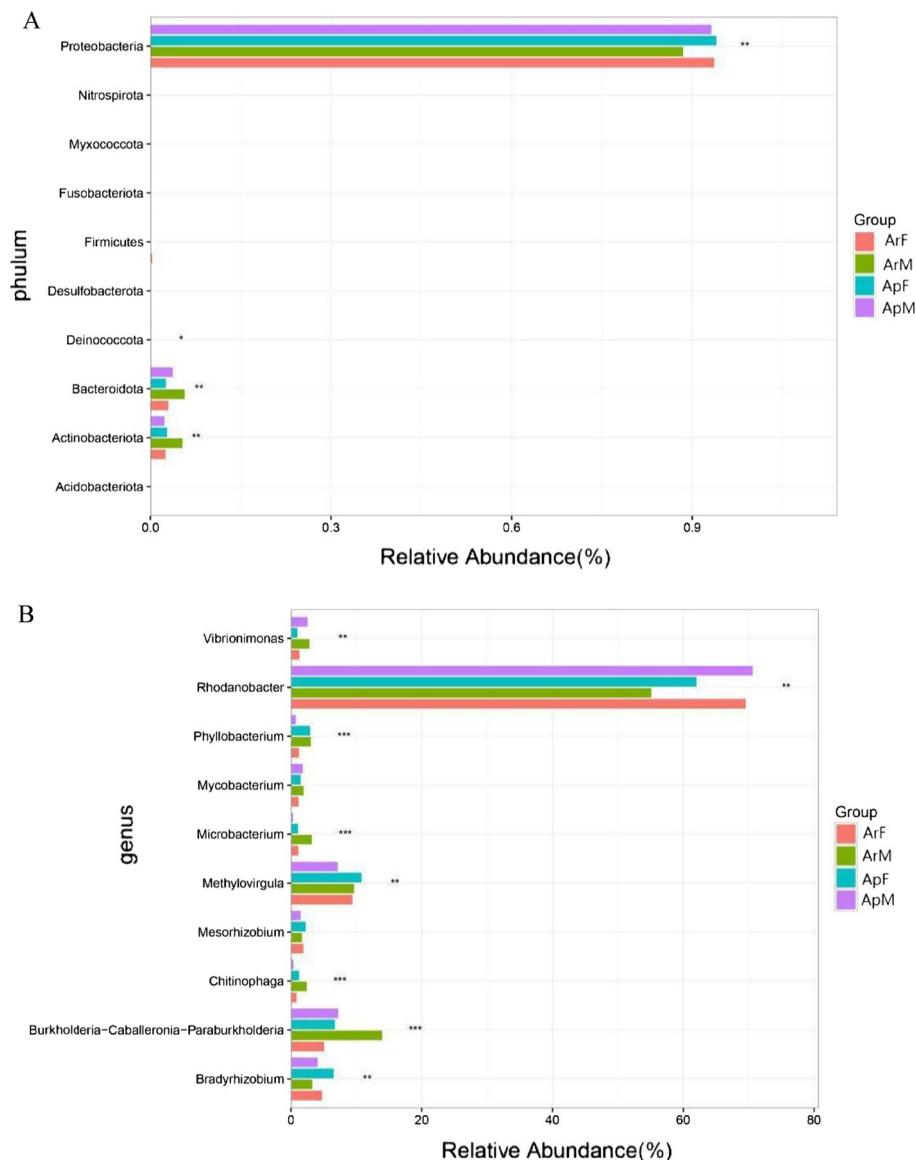 A
Proteobacteria
**
Nitrospirota
Myxococcota
Fusobacteriota
Firmicutes
Desulfobacterota
Deinococcota
*
Bacteroidota
**
Actinobacteriota
**
Acidobacteriota
phulum
0.0 0.3 0.6 0.9
Relative Abundance(%)
Group
ArF
ArM
ApF
ApM
B
Vibrionimonas
**
Rhodanobacter
**
Phyllobacterium
***
Mycobacterium
Microbacterium
***
Methylovirgula
**
Mesorhizobium
Chitinophaga
***
Burkholderia-Caballeronia-Paraburkholderia
***
Bradyrhizobium
**
genus
0 20 40 60 80
Relative Abundance(%)
Group
ArF
ArM
ApF
ApM